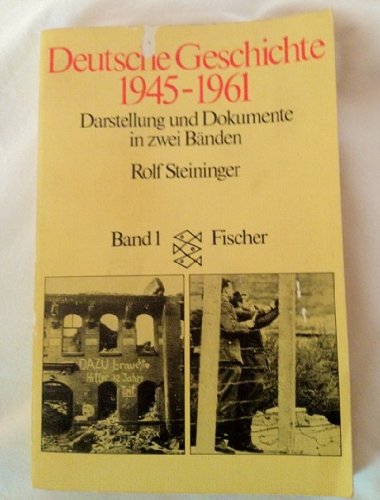 Deutsche Geschichte
1945-1961
Darstellung und Dokumente
in zwei Bänden
Rolf Steininger
Band 1 Fischer
DAZU brauchte
Hitler 12 Jahre
Zeit